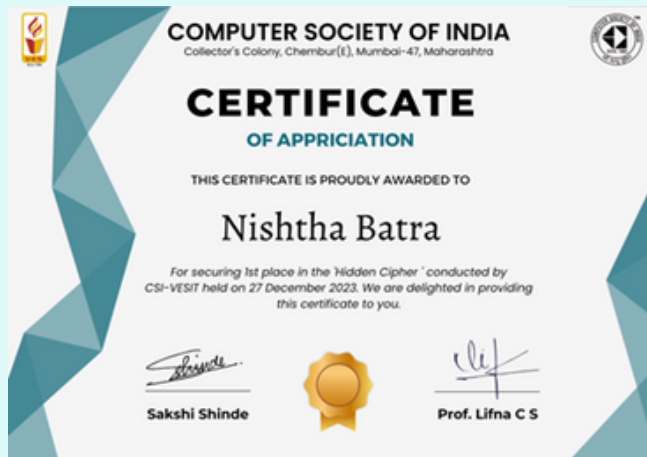 COMPUTER SOCIETY OF INDIA
Collector's Colony, Chembur(E), Mumbai-47, Maharashtra
CERTIFICATE
OF APPRICIATION
THIS CERTIFICATE IS PROUDLY AWARDED TO
Nishtha Batra
For securing 1st place in the 'Hidden Cipher ' conducted by
CSI-VESIT held on 27 December 2023. We are delighted in providing
this certificate to you.
Sakshi Shinde
Prof. Lifna C S